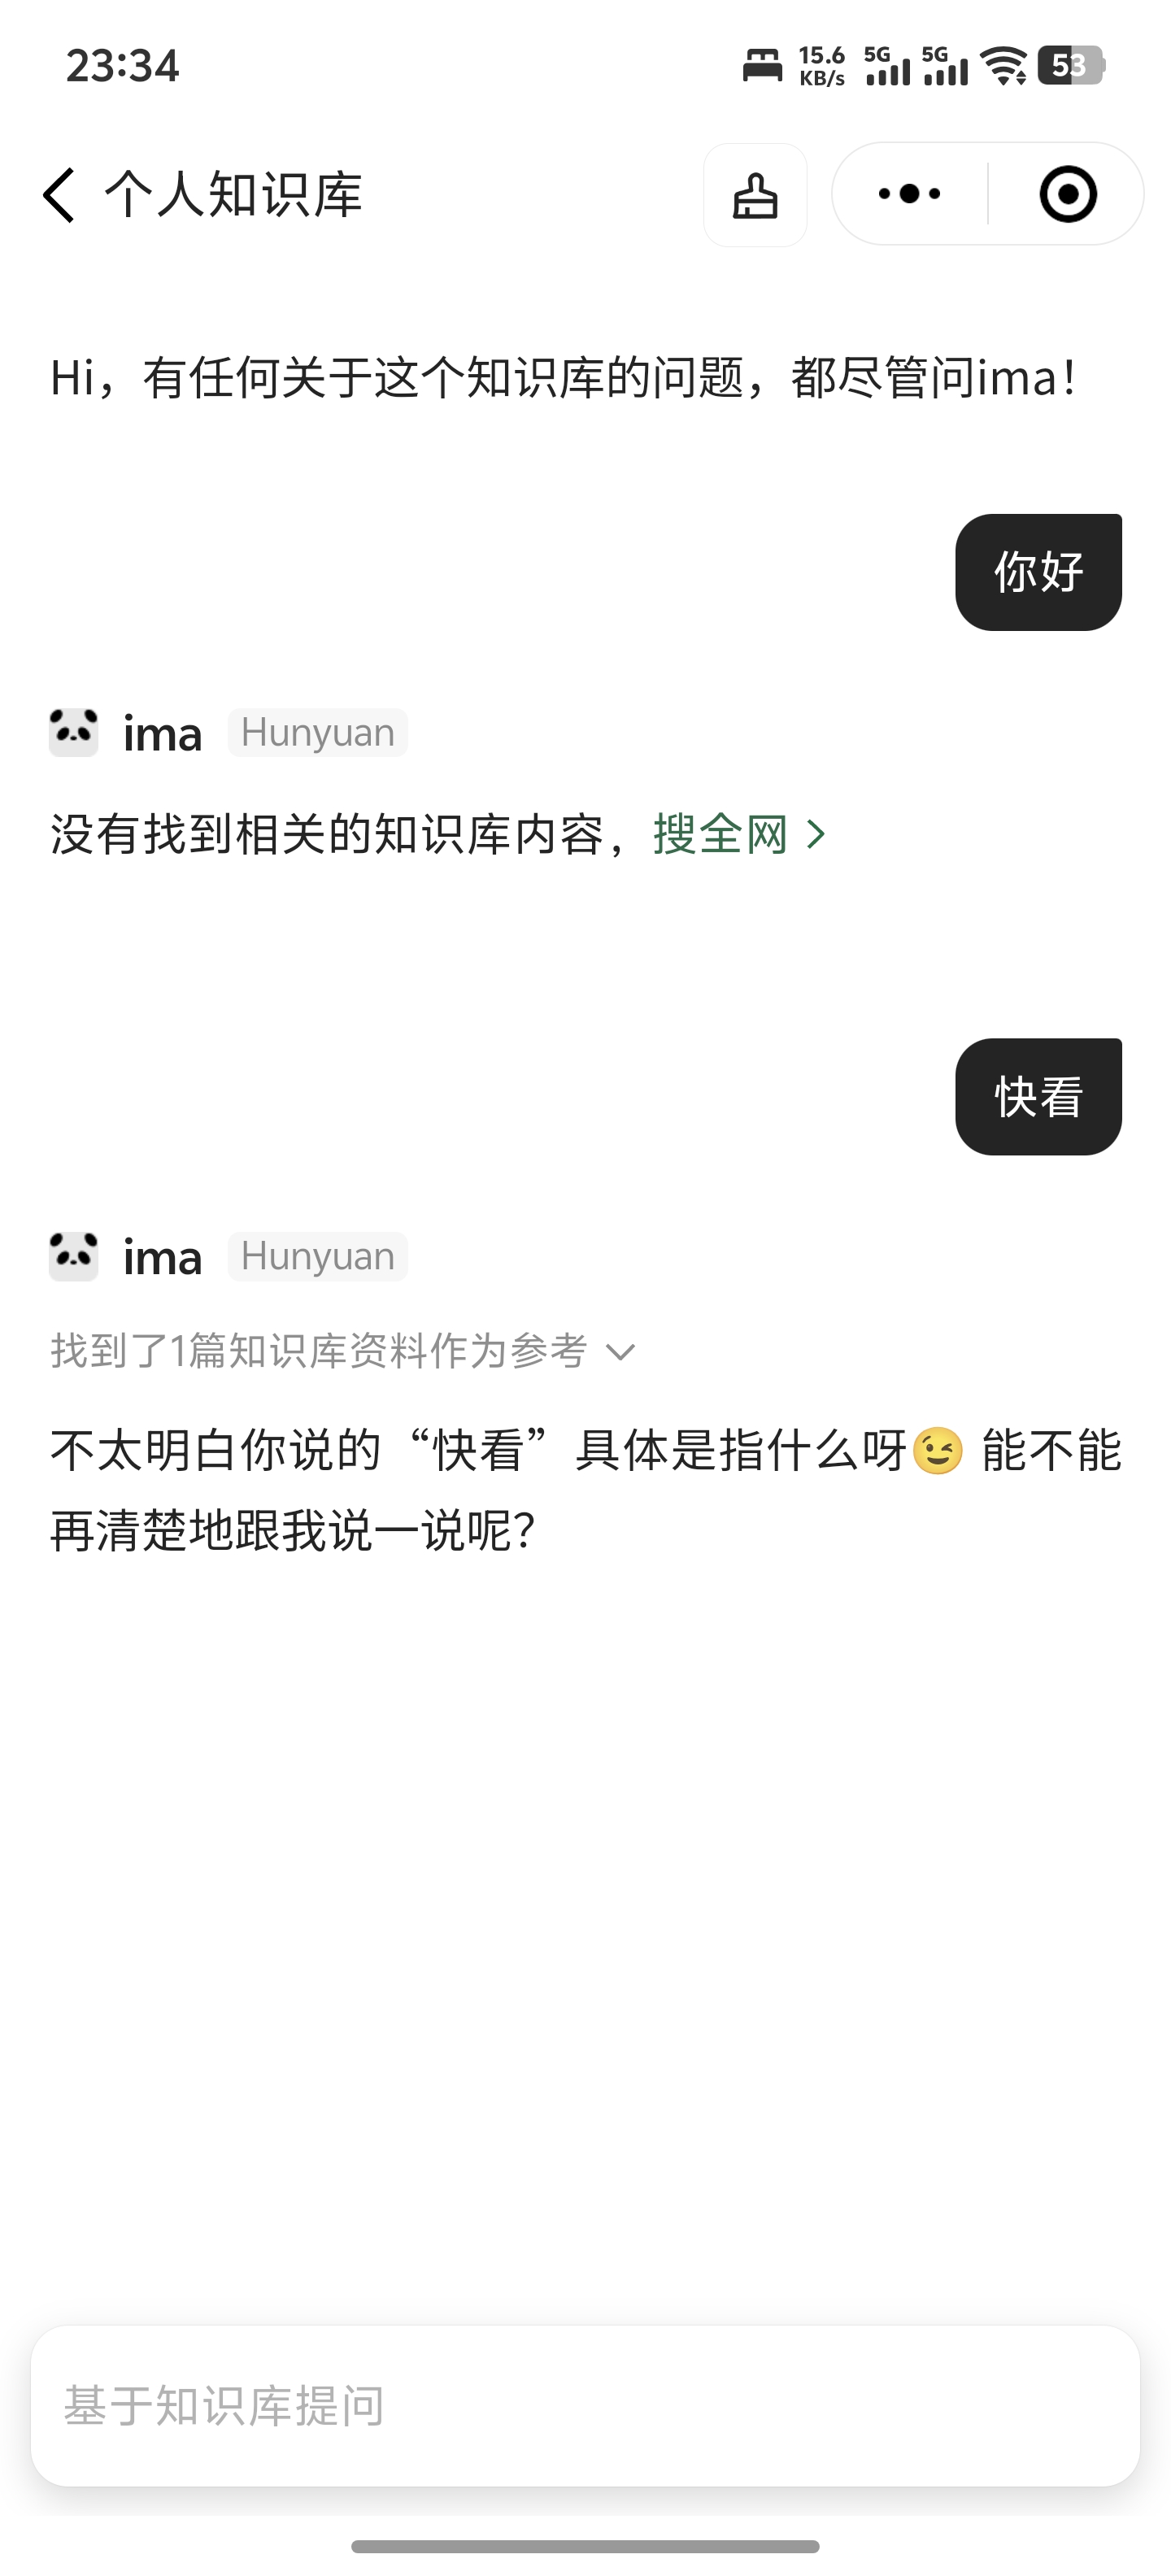 23:34
15.6
KB/s
5G
5G
53
个人知识库
Hi，有任何关于这个知识库的问题，都尽管问ima！
你好
ima
Hunyuan
没有找到相关的知识库内容，搜全网
快看
ima
Hunyuan
找到了1篇知识库资料作为参考
不太明白你说的“快看”具体是指什么呀😉 能不能
再清楚地跟我说一说呢？
基于知识库提问